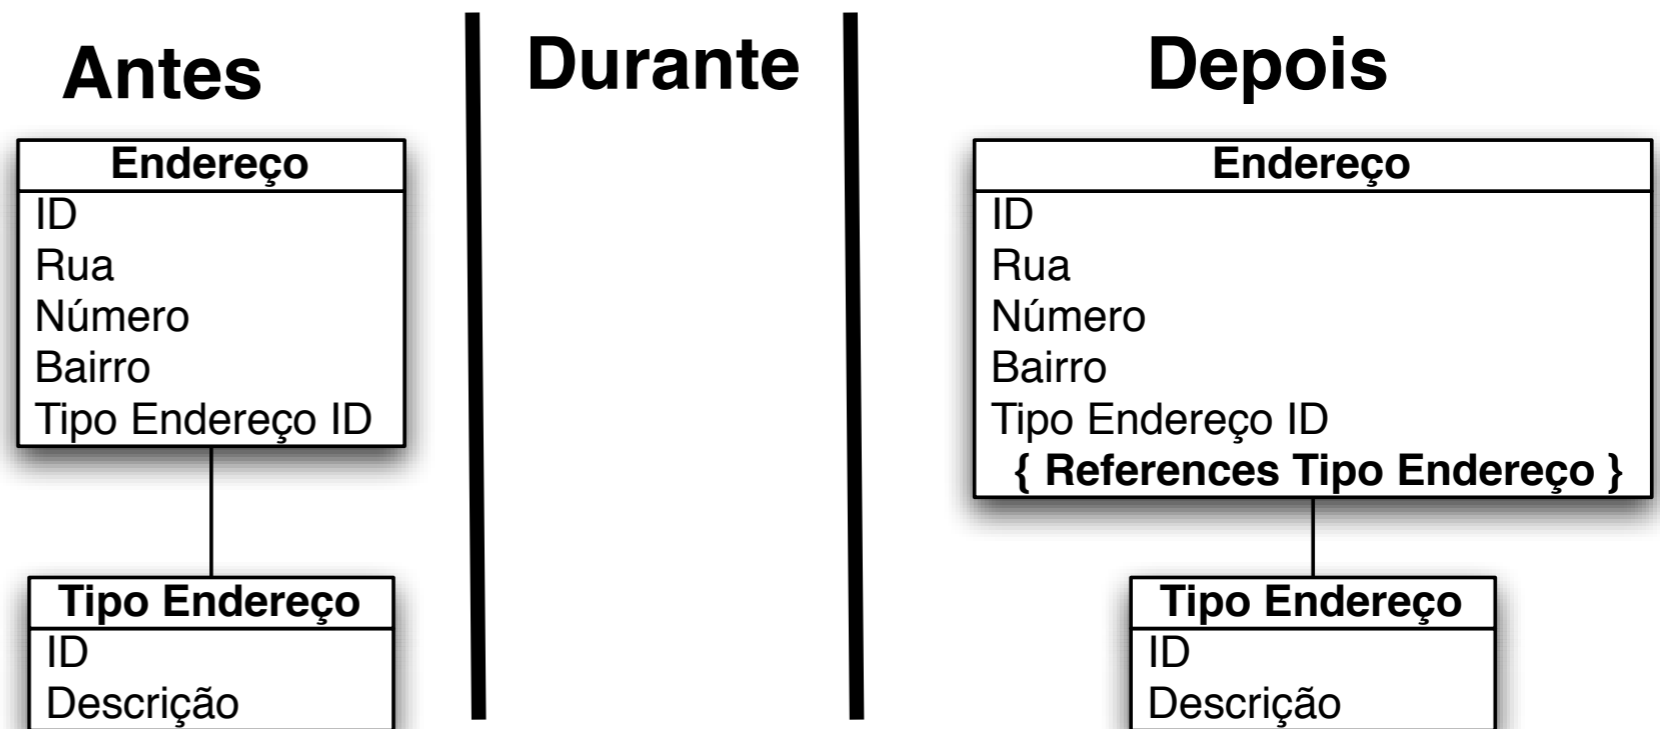 Antes
Endereço
ID
Rua
Número
Bairro
Tipo Endereço ID
Tipo Endereço
ID
Descrição
Durante
Depois
Endereço
ID
Rua
Número
Bairro
Tipo Endereço ID
{ References Tipo Endereço }
Tipo Endereço
ID
Descrição